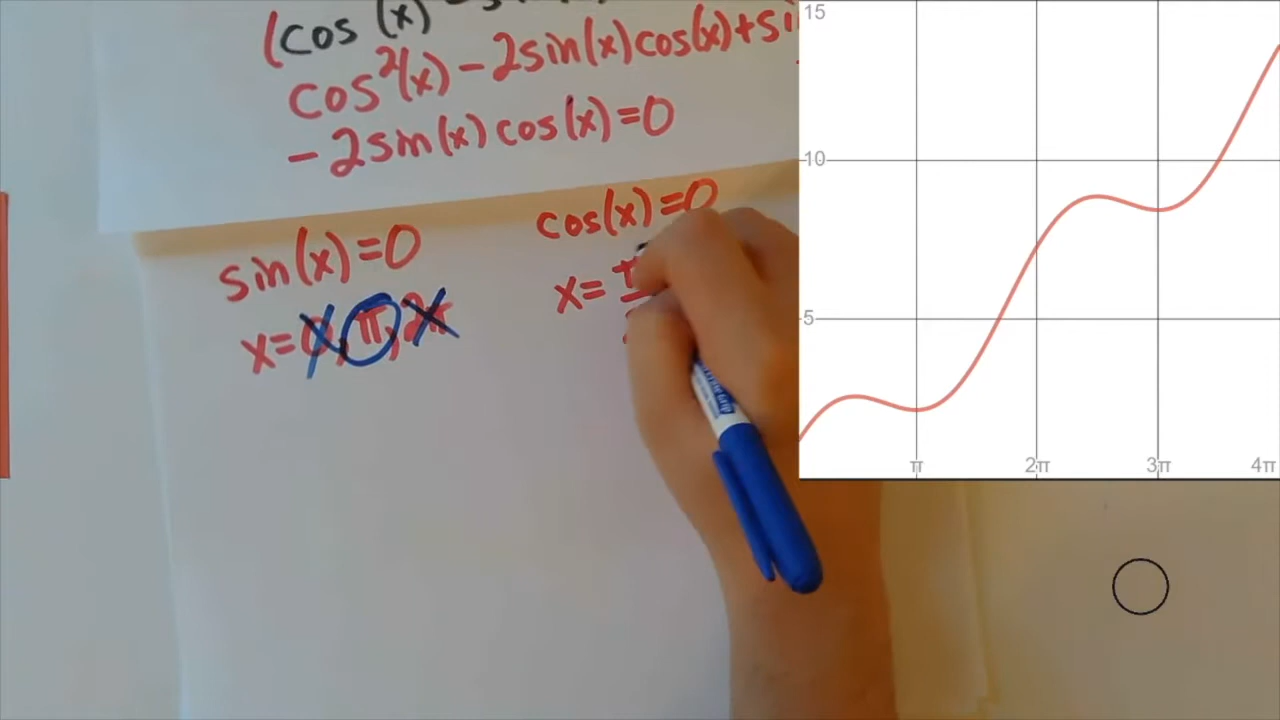 (cos (x)
cos²(x) - 2sin(x)cos(x)+
- 2sin(x)cos(x)=0
sin(x)=0
x=0, π, 2π
cos(x)=0
x=
15
10
5
π
2π
3π
4π